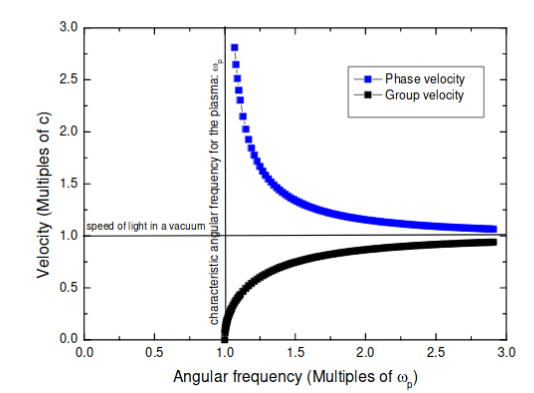 3.0
2.5
2.0
1.5
1.0
0.5
0.0
Velocity (Multiples of c)
characteristic angular frequency for the plasma: ωp
speed of light in a vacuum
Phase velocity
Group velocity
0.0 0.5 1.0 1.5 2.0 2.5 3.0
Angular frequency (Multiples of ωp)